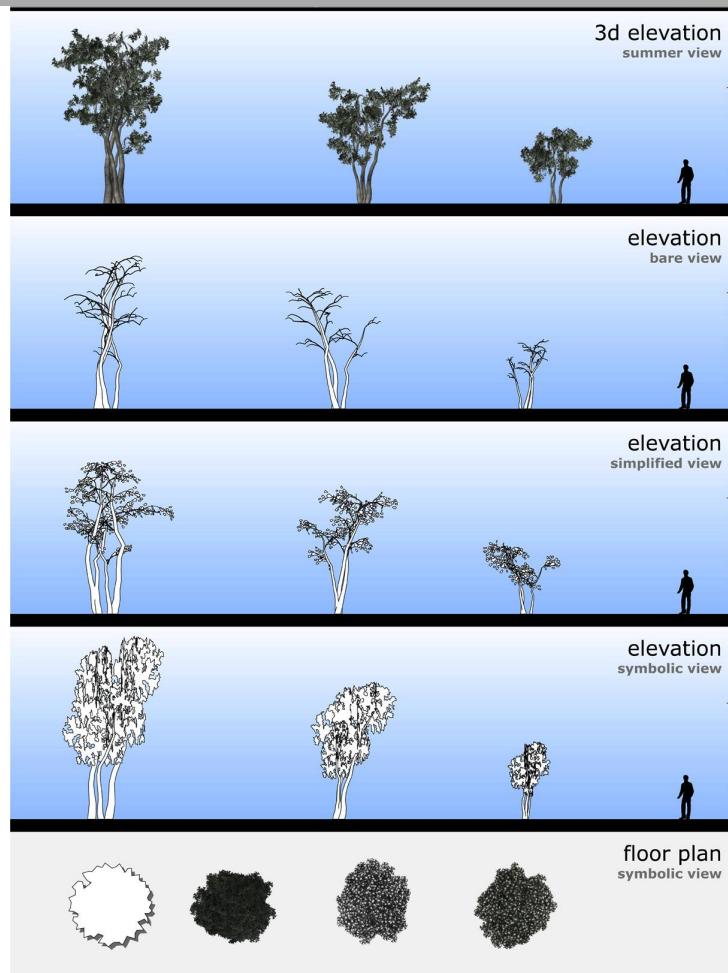 3d elevation
summer view
elevation
bare view
elevation
simplified view
elevation
symbolic view
floor plan
symbolic view